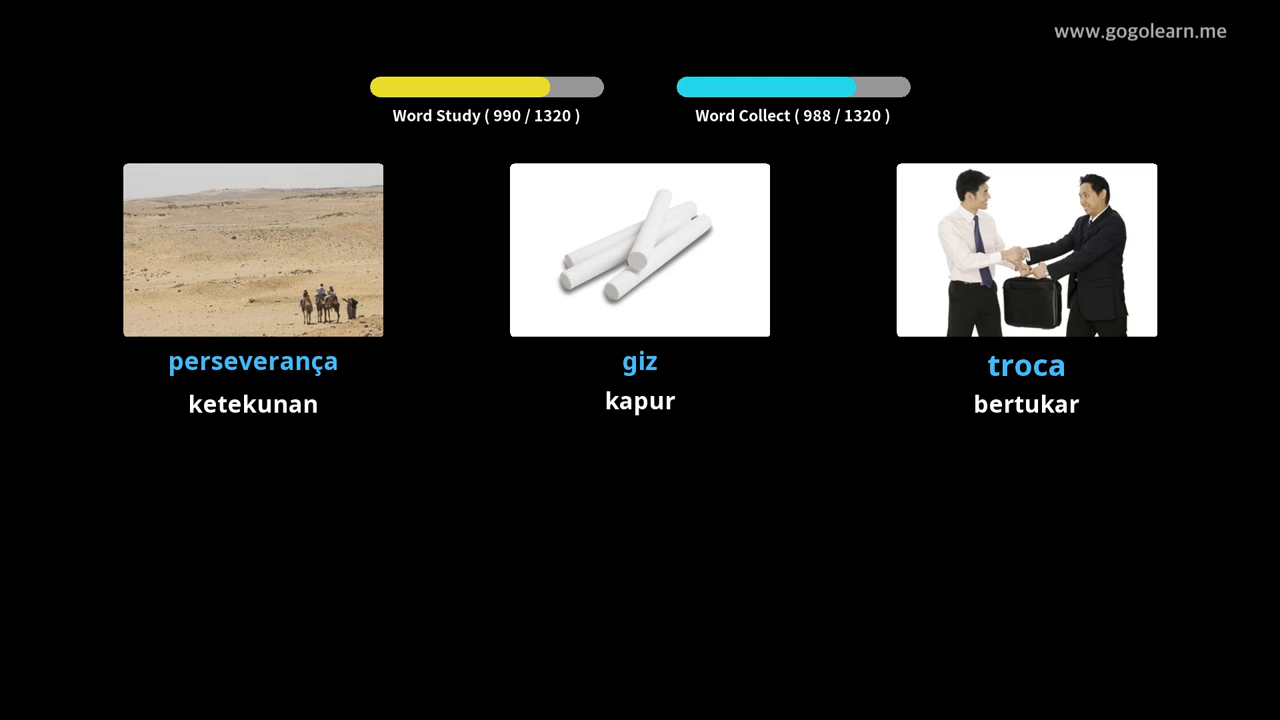 www.gogolearn.me
Word Study ( 990 / 1320 )
Word Collect ( 988 / 1320 )
perseverança
ketekunan
giz
kapur
troca
bertukar